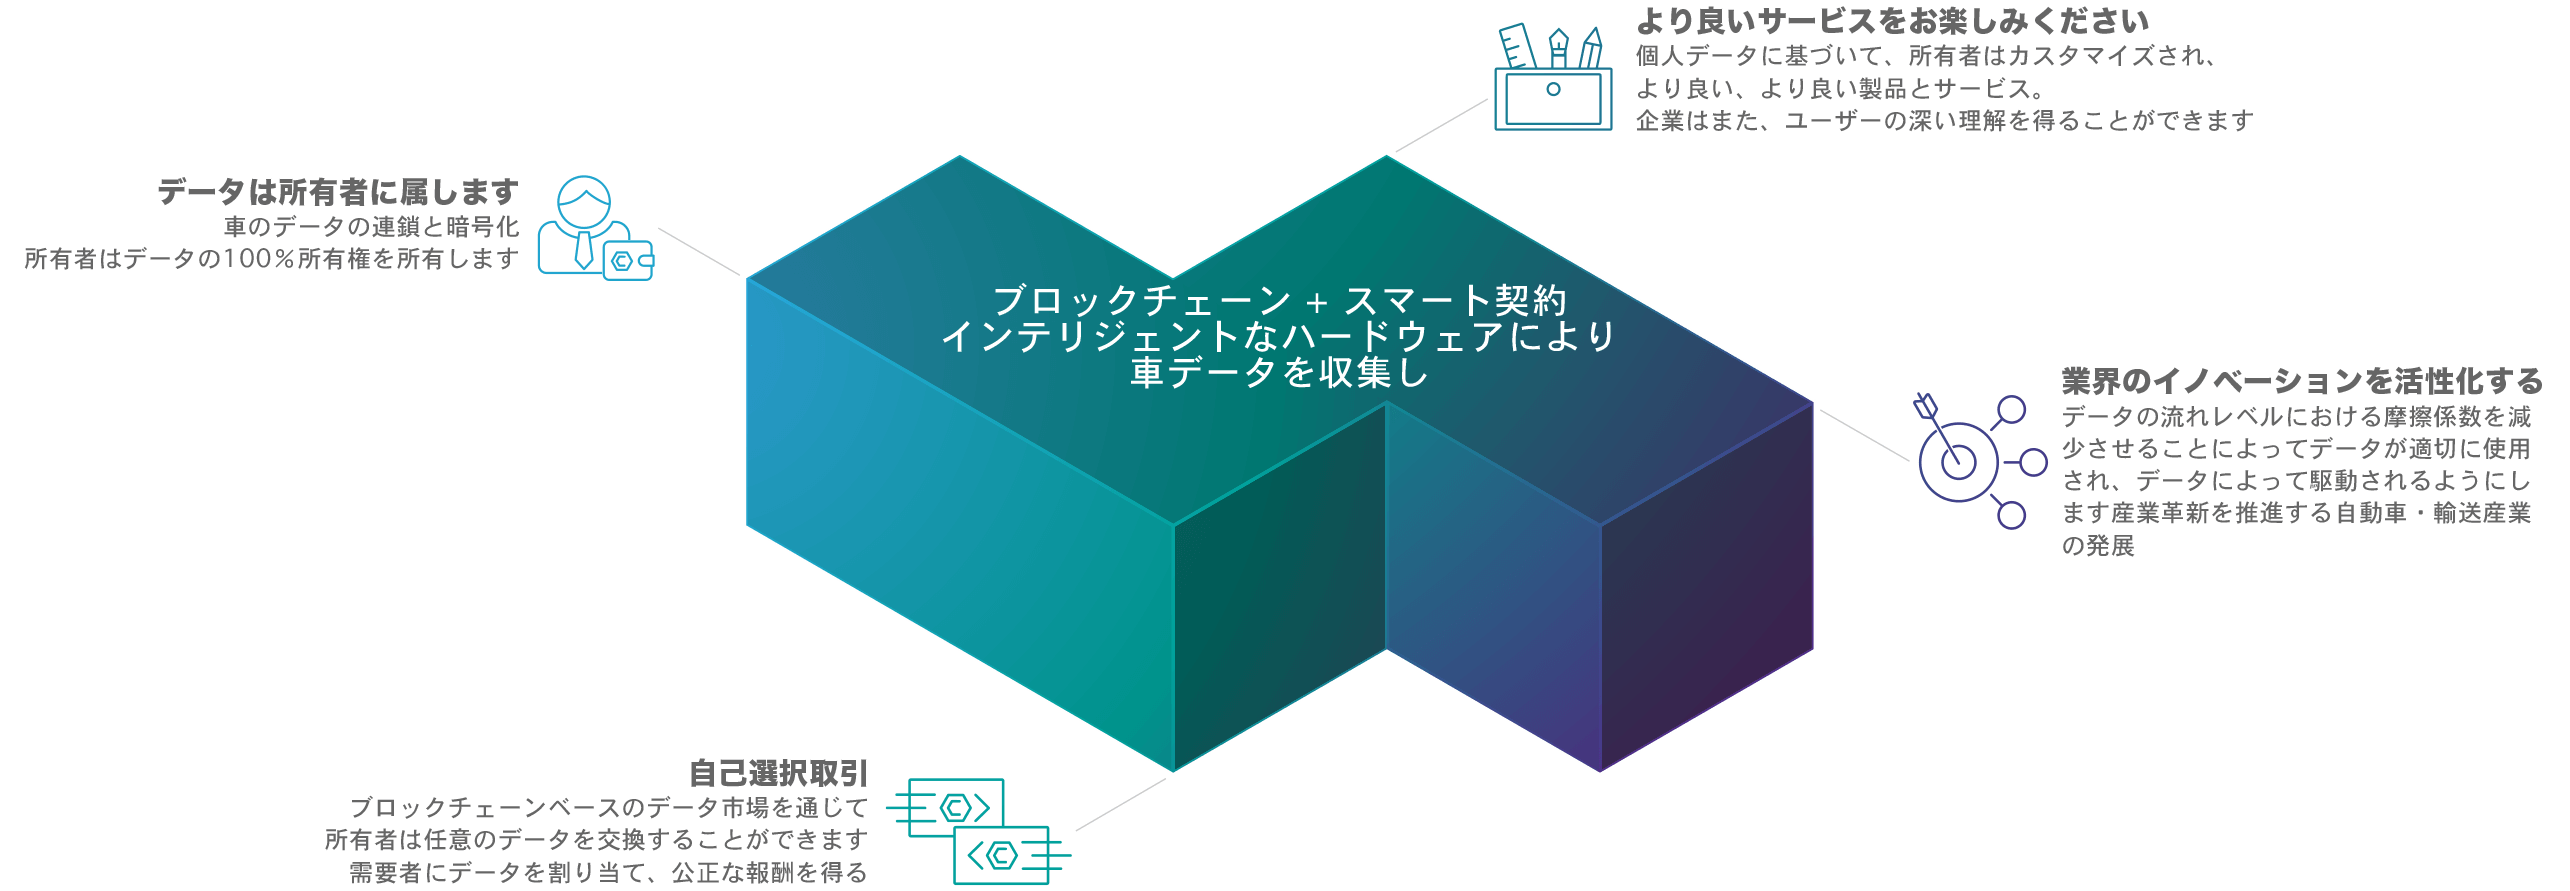 より良いサービスをお楽しみください
個人データに基づいて、所有者はカスタマイズされ、
より良い、より良い製品とサービス。
企業はまた、ユーザーの深い理解を得ることができます
データは所有者に属します
車のデータの連鎖と暗号化
所有者はデータの100%所有権を所有します
ブロックチェーン + スマート契約
インテリジェントなハードウェアにより
車データを収集し
業界のイノベーションを活性化する
データの流れレベルにおける摩擦係数を減
少させることによってデータが適切に使用
され、データによって駆動されるようにし
ます産業革新を推進する自動車・輸送産業
の発展
自己選択取引
ブロックチェーンベースのデータ市場を通じて
所有者は任意のデータを交換することができます
需要者にデータを割り当て、公正な報酬を得る